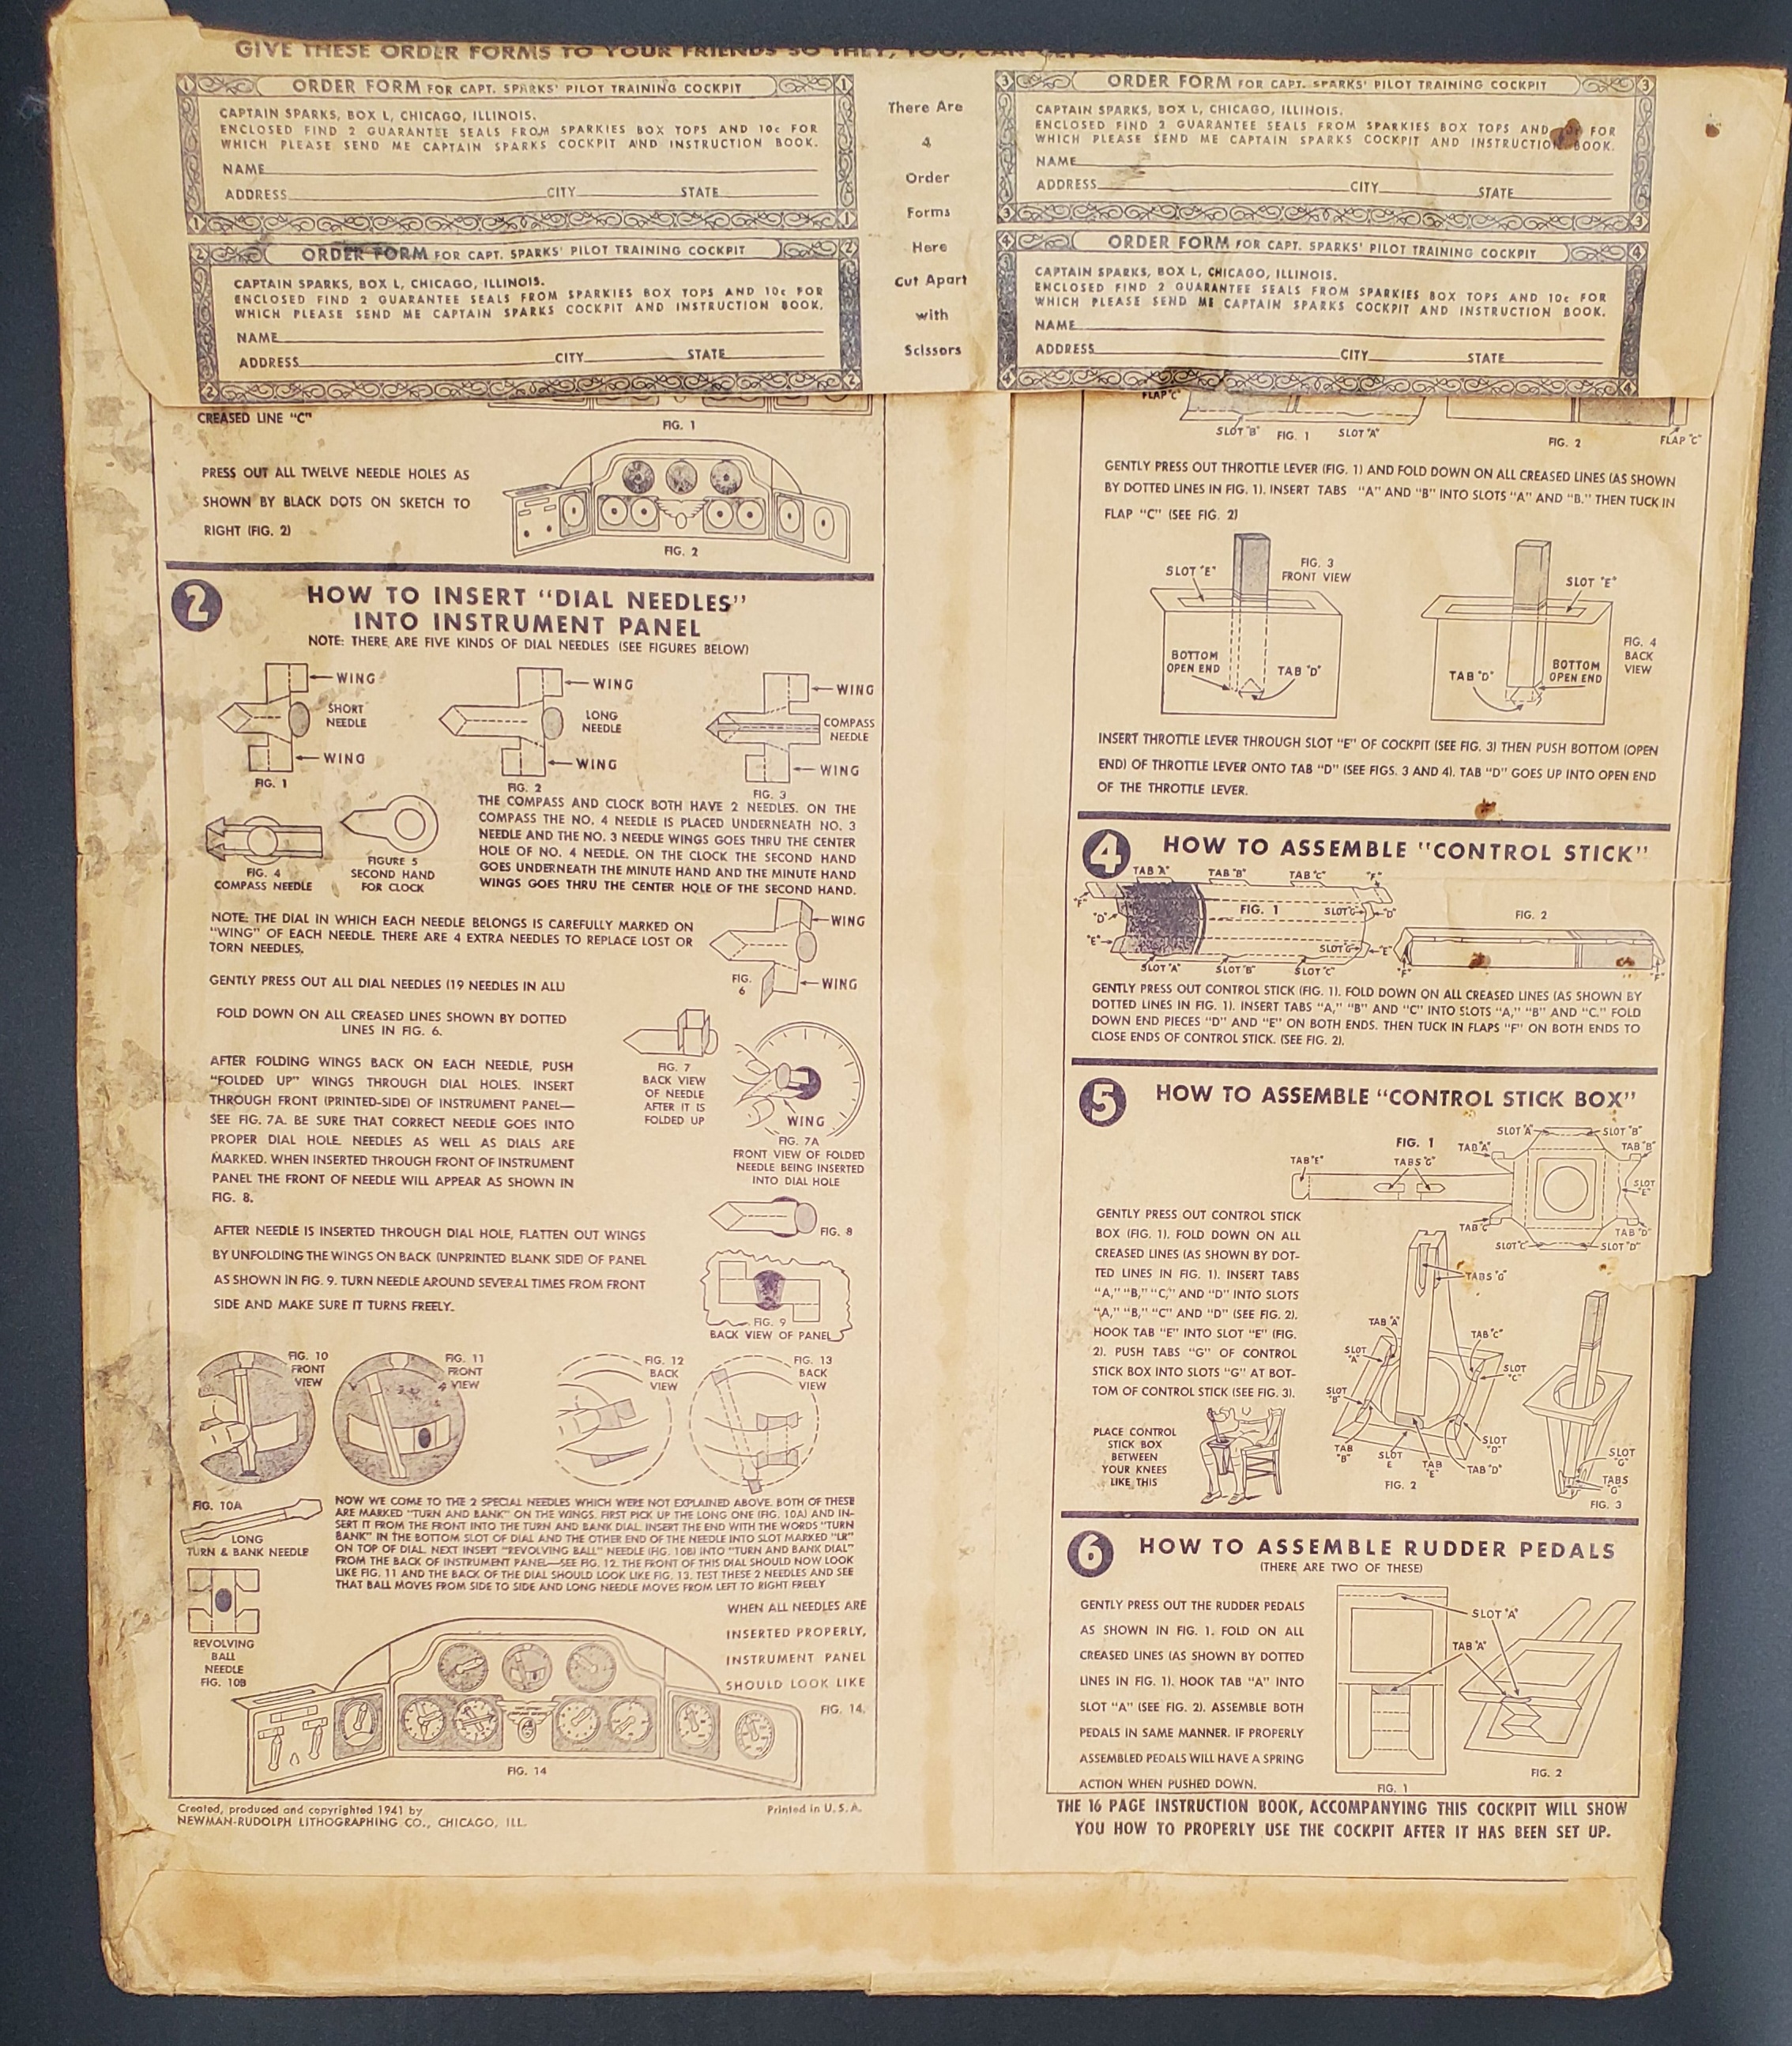 GIVE THESE ORDER FORMS TO YOUR FRIENDS SO THEY, TOO, CAN GET A
1 ORDER FORM FOR CAPT. SPARKS' PILOT TRAINING COCKPIT 1
CAPTAIN SPARKS, BOX L, CHICAGO, ILLINOIS.
ENCLOSED FIND 2 GUARANTEE SEALS FROM SPARKIES BOX TOPS AND 10c FOR
WHICH PLEASE SEND ME CAPTAIN SPARKS COCKPIT AND INSTRUCTION BOOK.
NAME
ADDRESS CITY STATE
1 1
2 ORDER FORM FOR CAPT. SPARKS' PILOT TRAINING COCKPIT 2
CAPTAIN SPARKS, BOX L, CHICAGO, ILLINOIS.
ENCLOSED FIND 2 GUARANTEE SEALS FROM SPARKIES BOX TOPS AND 10c FOR
WHICH PLEASE SEND ME CAPTAIN SPARKS COCKPIT AND INSTRUCTION BOOK.
NAME
ADDRESS CITY STATE
2 2
There Are
4
Order
Forms
Here
Cut Apart
with
Scissors
3 ORDER FORM FOR CAPT. SPARKS' PILOT TRAINING COCKPIT 3
CAPTAIN SPARKS, BOX L, CHICAGO, ILLINOIS.
ENCLOSED FIND 2 GUARANTEE SEALS FROM SPARKIES BOX TOPS AND FOR
WHICH PLEASE SEND ME CAPTAIN SPARKS COCKPIT AND INSTRUCTION BOOK.
NAME
ADDRESS CITY STATE
3 3
4 ORDER FORM FOR CAPT. SPARKS' PILOT TRAINING COCKPIT 4
CAPTAIN SPARKS, BOX L, CHICAGO, ILLINOIS.
ENCLOSED FIND 2 GUARANTEE SEALS FROM SPARKIES BOX TOPS AND 10c FOR
WHICH PLEASE SEND ME CAPTAIN SPARKS COCKPIT AND INSTRUCTION BOOK.
NAME
ADDRESS CITY STATE
4 4
CREASED LINE "C"
FIG. 1
PRESS OUT ALL TWELVE NEEDLE HOLES AS
SHOWN BY BLACK DOTS ON SKETCH TO
RIGHT (FIG. 2)
FIG. 2
2 HOW TO INSERT "DIAL NEEDLES"
INTO INSTRUMENT PANEL
NOTE: THERE ARE FIVE KINDS OF DIAL NEEDLES (SEE FIGURES BELOW)
WING
SHORT
NEEDLE
WING
FIG. 1
WING
LONG
NEEDLE
WING
FIG. 2
WING
COMPASS
NEEDLE
WING
FIG. 3
FIG. 4
COMPASS NEEDLE
FIGURE 5
SECOND HAND
FOR CLOCK
THE COMPASS AND CLOCK BOTH HAVE 2 NEEDLES. ON THE
COMPASS THE NO. 4 NEEDLE IS PLACED UNDERNEATH NO. 3
NEEDLE AND THE NO. 3 NEEDLE WINGS GOES THRU THE CENTER
HOLE OF NO. 4 NEEDLE. ON THE CLOCK THE SECOND HAND
GOES UNDERNEATH THE MINUTE HAND AND THE MINUTE HAND
WINGS GOES THRU THE CENTER HOLE OF THE SECOND HAND.
NOTE: THE DIAL IN WHICH EACH NEEDLE BELONGS IS CAREFULLY MARKED ON
"WING" OF EACH NEEDLE. THERE ARE 4 EXTRA NEEDLES TO REPLACE LOST OR
TORN NEEDLES.
WING
FIG.
6
WING
GENTLY PRESS OUT ALL DIAL NEEDLES (19 NEEDLES IN ALL)
FOLD DOWN ON ALL CREASED LINES SHOWN BY DOTTED
LINES IN FIG. 6.
AFTER FOLDING WINGS BACK ON EACH NEEDLE, PUSH
"FOLDED UP" WINGS THROUGH DIAL HOLES. INSERT
THROUGH FRONT (PRINTED-SIDE) OF INSTRUMENT PANEL—
SEE FIG. 7A. BE SURE THAT CORRECT NEEDLE GOES INTO
PROPER DIAL HOLE. NEEDLES AS WELL AS DIALS ARE
MARKED. WHEN INSERTED THROUGH FRONT OF INSTRUMENT
PANEL THE FRONT OF NEEDLE WILL APPEAR AS SHOWN IN
FIG. 8.
FIG. 7
BACK VIEW
OF NEEDLE
AFTER IT IS
FOLDED UP
WING
FIG. 7A
FRONT VIEW OF FOLDED
NEEDLE BEING INSERTED
INTO DIAL HOLE
FIG. 8
AFTER NEEDLE IS INSERTED THROUGH DIAL HOLE, FLATTEN OUT WINGS
BY UNFOLDING THE WINGS ON BACK (UNPRINTED BLANK SIDE) OF PANEL
AS SHOWN IN FIG. 9. TURN NEEDLE AROUND SEVERAL TIMES FROM FRONT
SIDE AND MAKE SURE IT TURNS FREELY.
FIG. 9
BACK VIEW OF PANEL
FIG. 10
FRONT
VIEW
FIG. 11
FRONT
VIEW
FIG. 12
BACK
VIEW
FIG. 13
BACK
VIEW
FIG. 10A
LONG
TURN & BANK NEEDLE
NOW WE COME TO THE 2 SPECIAL NEEDLES WHICH WERE NOT EXPLAINED ABOVE. BOTH OF THESE
ARE MARKED "TURN AND BANK" ON THE WINGS. FIRST PICK UP THE LONG ONE (FIG. 10A) AND IN-
SERT IT FROM THE FRONT INTO THE TURN AND BANK DIAL. INSERT THE END WITH THE WORDS "TURN
BANK" IN THE BOTTOM SLOT OF DIAL AND THE OTHER END OF THE NEEDLE INTO SLOT MARKED "LR"
ON TOP OF DIAL. NEXT INSERT "REVOLVING BALL" NEEDLE (FIG. 10B) INTO "TURN AND BANK DIAL"
FROM THE BACK OF INSTRUMENT PANEL—SEE FIG. 12. THE FRONT OF THIS DIAL SHOULD NOW LOOK
LIKE FIG. 11 AND THE BACK OF THE DIAL SHOULD LOOK LIKE FIG. 13. TEST THESE 2 NEEDLES AND SEE
THAT BALL MOVES FROM SIDE TO SIDE AND LONG NEEDLE MOVES FROM LEFT TO RIGHT FREELY
REVOLVING
BALL
NEEDLE
FIG. 10B
WHEN ALL NEEDLES ARE
INSERTED PROPERLY,
INSTRUMENT PANEL
SHOULD LOOK LIKE
FIG. 14.
FIG. 14
Created, produced and copyrighted 1941 by
NEWMAN-RUDOLPH LITHOGRAPHING CO., CHICAGO, ILL.
Printed in U. S. A.
FLAP "C"
SLOT "B" FIG. 1 SLOT "A"
FIG. 2
FLAP "C"
GENTLY PRESS OUT THROTTLE LEVER (FIG. 1) AND FOLD DOWN ON ALL CREASED LINES (AS SHOWN
BY DOTTED LINES IN FIG. 1). INSERT TABS "A" AND "B" INTO SLOTS "A" AND "B." THEN TUCK IN
FLAP "C" (SEE FIG. 2)
SLOT "E"
FIG. 3
FRONT VIEW
BOTTOM
OPEN END
TAB "D"
SLOT "E"
FIG. 4
BACK
VIEW
TAB "D"
BOTTOM
OPEN END
INSERT THROTTLE LEVER THROUGH SLOT "E" OF COCKPIT (SEE FIG. 3) THEN PUSH BOTTOM (OPEN
END) OF THROTTLE LEVER ONTO TAB "D" (SEE FIGS. 3 AND 4). TAB "D" GOES UP INTO OPEN END
OF THE THROTTLE LEVER.
4 HOW TO ASSEMBLE "CONTROL STICK"
TAB "A" TAB "B" TAB "C" "F"
"F" FIG. 1 SLOT "G" "D"
"D"
"E" SLOT "G" "E"
SLOT "A" SLOT "B" SLOT "C"
FIG. 2
"F" "F"
GENTLY PRESS OUT CONTROL STICK (FIG. 1). FOLD DOWN ON ALL CREASED LINES (AS SHOWN BY
DOTTED LINES IN FIG. 1). INSERT TABS "A," "B" AND "C" INTO SLOTS "A," "B" AND "C." FOLD
DOWN END PIECES "D" AND "E" ON BOTH ENDS. THEN TUCK IN FLAPS "F" ON BOTH ENDS TO
CLOSE ENDS OF CONTROL STICK. (SEE FIG. 2).
5 HOW TO ASSEMBLE "CONTROL STICK BOX"
FIG. 1
SLOT "A" SLOT "B"
TAB "A" TAB "B"
TAB "E" TABS "G"
SLOT
"E"
TAB "C" TAB "D"
SLOT "C" SLOT "D"
GENTLY PRESS OUT CONTROL STICK
BOX (FIG. 1). FOLD DOWN ON ALL
CREASED LINES (AS SHOWN BY DOT-
TED LINES IN FIG. 1). INSERT TABS
"A," "B," "C," AND "D" INTO SLOTS
"A," "B," "C" AND "D" (SEE FIG. 2).
HOOK TAB "E" INTO SLOT "E" (FIG.
2). PUSH TABS "G" OF CONTROL
STICK BOX INTO SLOTS "G" AT BOT-
TOM OF CONTROL STICK (SEE FIG. 3).
PLACE CONTROL
STICK BOX
BETWEEN
YOUR KNEES
LIKE THIS
TABS "G"
TAB "A"
TAB "C"
SLOT
"A"
SLOT
"C"
SLOT
"B"
TAB
"B"
SLOT
E
TAB
"E"
SLOT
"D"
TAB "D"
FIG. 2
SLOT
"G"
TABS
G
FIG. 3
6 HOW TO ASSEMBLE RUDDER PEDALS
(THERE ARE TWO OF THESE)
GENTLY PRESS OUT THE RUDDER PEDALS
AS SHOWN IN FIG. 1. FOLD ON ALL
CREASED LINES (AS SHOWN BY DOTTED
LINES IN FIG. 1). HOOK TAB "A" INTO
SLOT "A" (SEE FIG. 2). ASSEMBLE BOTH
PEDALS IN SAME MANNER. IF PROPERLY
ASSEMBLED PEDALS WILL HAVE A SPRING
ACTION WHEN PUSHED DOWN.
SLOT "A"
TAB "A"
FIG. 1
FIG. 2
THE 16 PAGE INSTRUCTION BOOK, ACCOMPANYING THIS COCKPIT WILL SHOW
YOU HOW TO PROPERLY USE THE COCKPIT AFTER IT HAS BEEN SET UP.